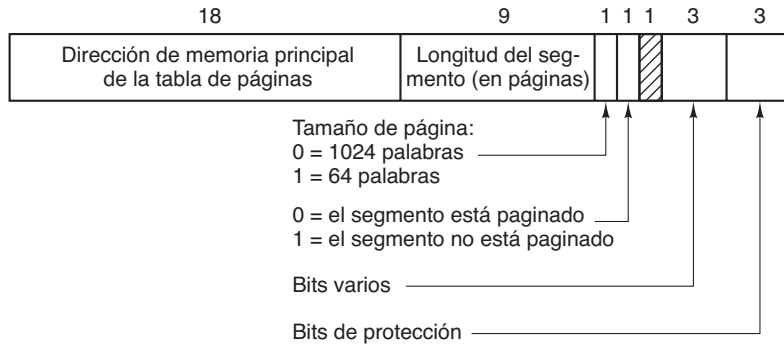 18 9 1 1 1 3 3
Dirección de memoria principal
de la tabla de páginas
Longitud del seg-
mento (en páginas)
Tamaño de página:
0 = 1024 palabras
1 = 64 palabras
0 = el segmento está paginado
1 = el segmento no está paginado
Bits varios
Bits de protección